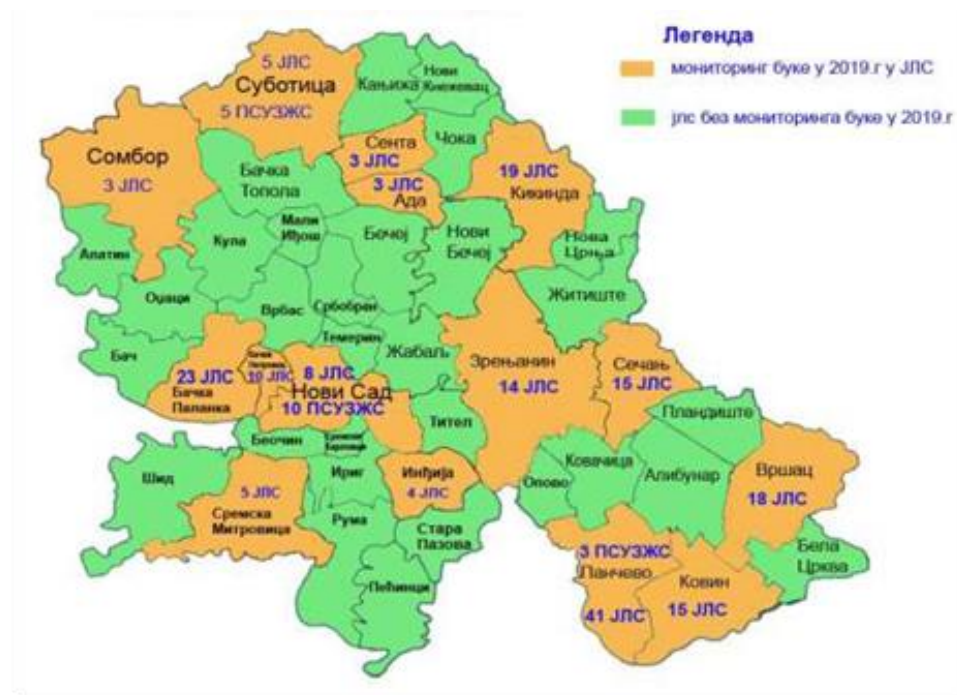 Легенда
мониторинг буке у 2019.г у ЈЛС
јлс без мониторинга буке у 2019.г
5 ЈЛС
Суботица
5 ПСУЗЖС
Кањижа
Нови
Кнежевац
Сомбор
3 ЈЛС
Сента
3 ЈЛС
Чока
3 ЈЛС
Ада
19 ЈЛС
Кикинда
Бачка
Топола
Мали
Иђош
Бечеј
Нови
Бечеј
Нова
Црња
Апатин
Кула
Житиште
Оџаци
Врбас
Србобран
Темерин
Жабаљ
Бач
23 ЈЛС
Бачка
Паланка
10 ЈЛС
8 ЈЛС
Нови Сад
10 ПСУЗЖС
Зрењанин
14 ЈЛС
Сечањ
15 ЈЛС
Тител
Пландиште
Беочин
Шид
Ириг
Инђија
4 ЈЛС
5 ЈЛС
Сремска
Митровица
Рума
Стара
Пазова
Пећинци
Опово
Ковачица
Алибунар
Вршац
18 ЈЛС
3 ПСУЗЖС
Панчево
41 ЈЛС
Ковин
15 ЈЛС
Бела
Црква